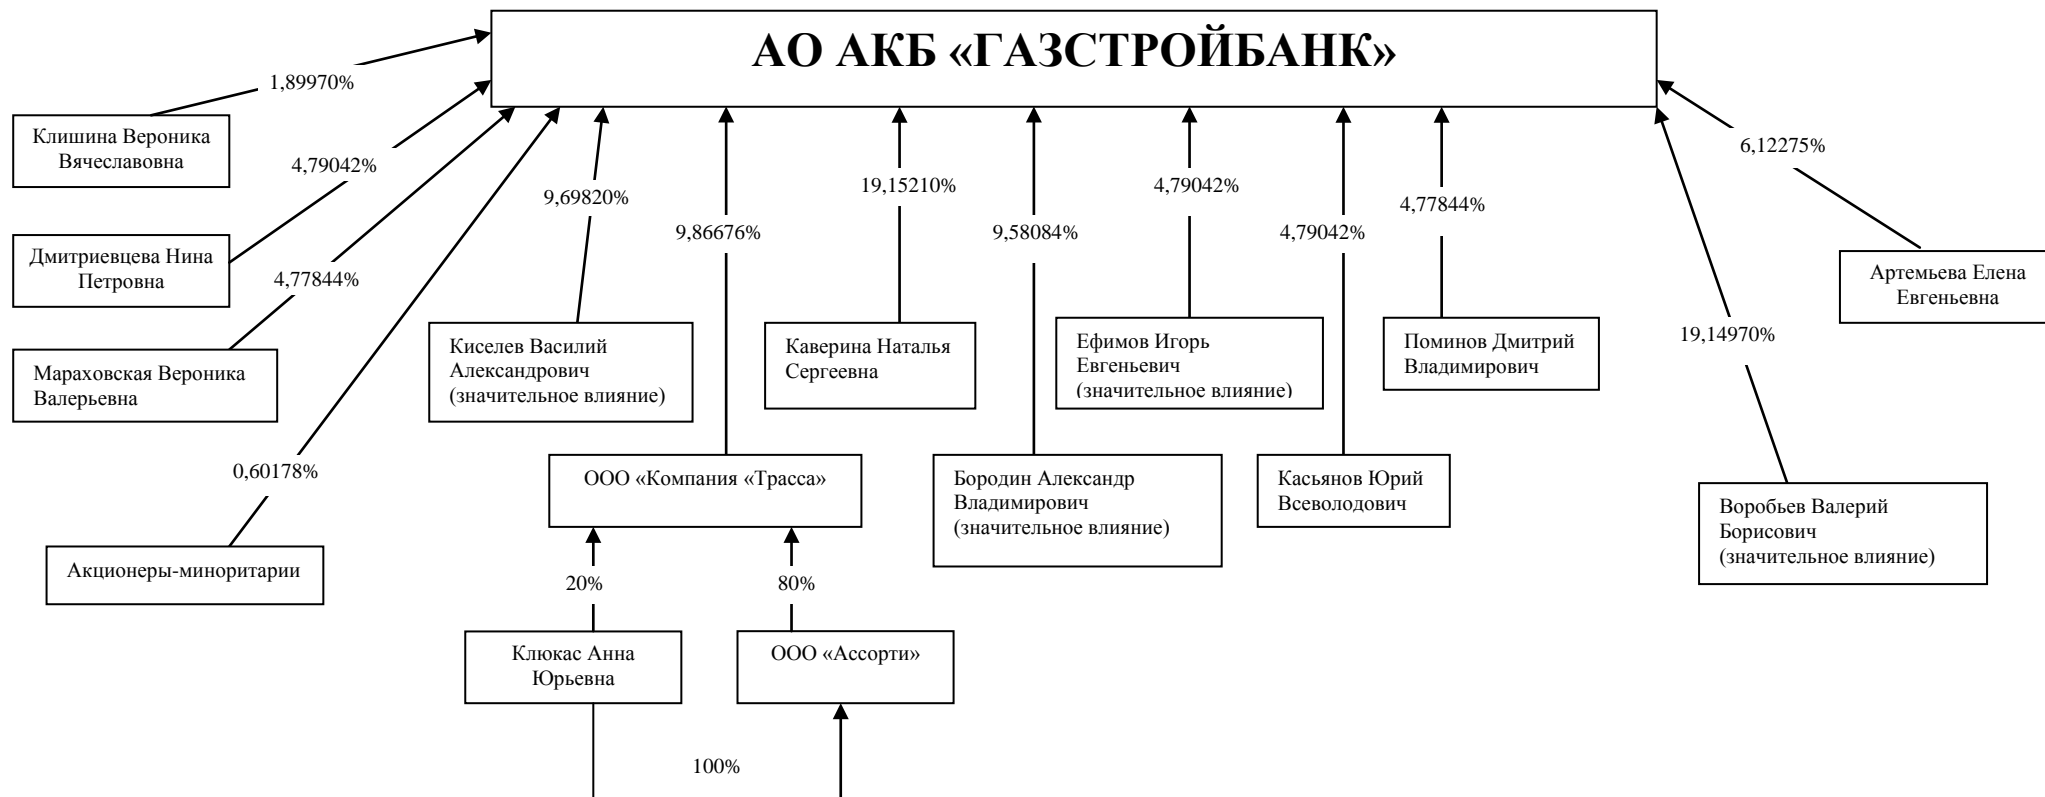 АО АКБ «ГАЗСТРОЙБАНК»
1,89970%
Клишина Вероника
Вячеславовна
4,79042%
Дмитриевцева Нина
Петровна
4,77844%
Мараховская Вероника
Валерьевна
0,60178%
Акционеры-миноритарии
9,69820%
Киселев Василий
Александрович
(значительное влияние)
9,86676%
ООО «Компания «Трасса»
20%
80%
Клюкас Анна
Юрьевна
ООО «Ассорти»
100%
19,15210%
Каверина Наталья
Сергеевна
9,58084%
Бородин Александр
Владимирович
(значительное влияние)
4,79042%
Ефимов Игорь
Евгеньевич
(значительное влияние)
4,79042%
Касьянов Юрий
Всеволодович
4,77844%
Поминов Дмитрий
Владимирович
19,14970%
Воробьев Валерий
Борисович
(значительное влияние)
6,12275%
Артемьева Елена
Евгеньевна